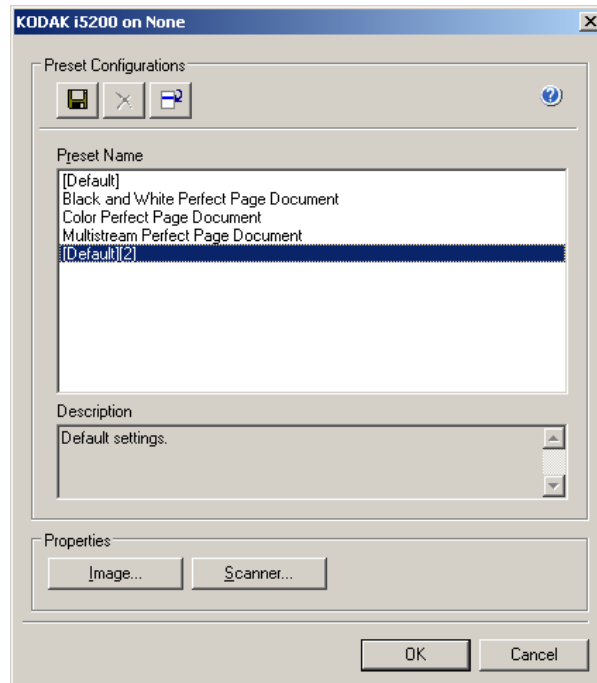 KODAK i5200 on None
Preset Configurations
Preset Name
[Default]
Black and White Perfect Page Document
Color Perfect Page Document
Multistream Perfect Page Document
[Default][2]
Description
Default settings.
Properties
Image... Scanner...
OK Cancel